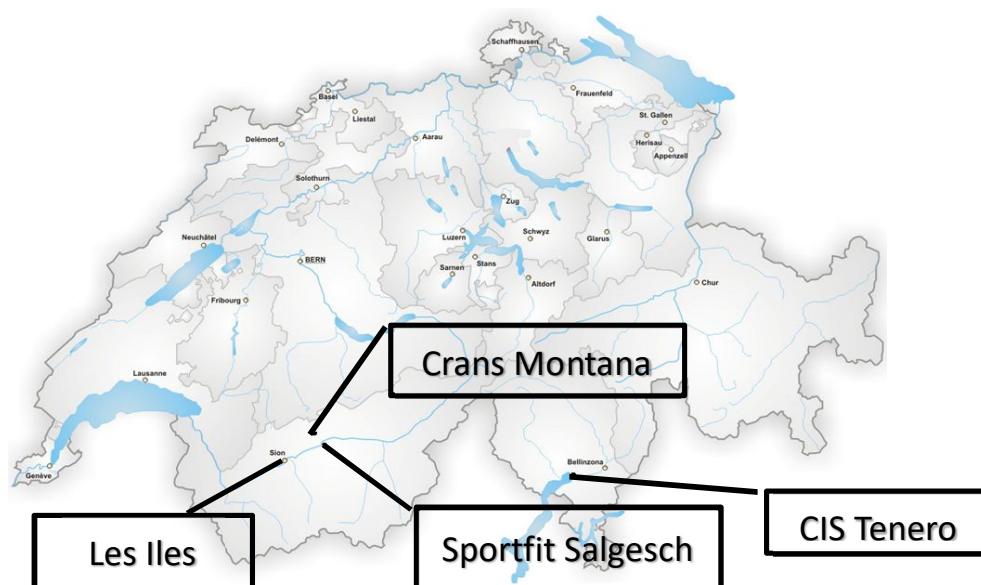 Schaffhausen
Basel
Frauenfeld
Liestal
St. Gallen
Delémont
Aarau
Herisau
Appenzell
Solothurn
Zug
Neuchâtel
Luzern
Schwyz
Glarus
BERN
Stans
Sarnen
Altdorf
Chur
Fribourg
Crans Montana
Lausanne
Sion
Bellinzona
Genève
CIS Tenero
Les Iles
Sportfit Salgesch